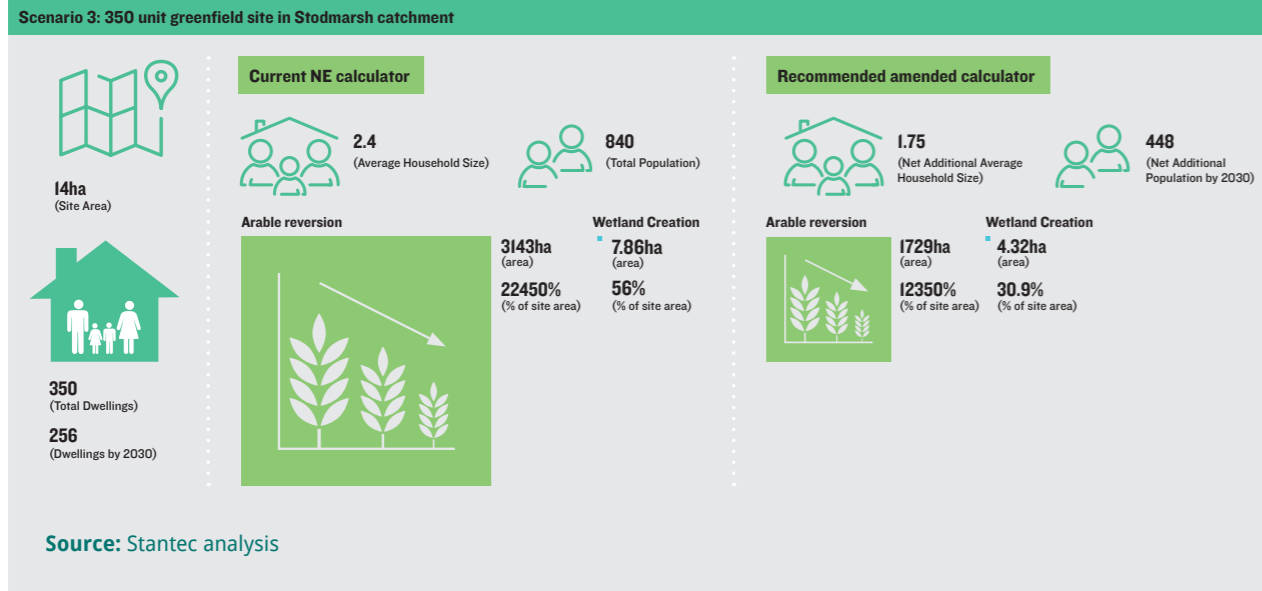 Scenario 3: 350 unit greenfield site in Stodmarsh catchment
14ha
(Site Area)
350
(Total Dwellings)
256
(Dwellings by 2030)
Current NE calculator
2.4
(Average Household Size)
840
(Total Population)
Arable reversion
3143ha
(area)
22450%
(% of site area)
Wetland Creation
7.86ha
(area)
56%
(% of site area)
Recommended amended calculator
1.75
(Net Additional Average
Household Size)
448
(Net Additional
Population by 2030)
Arable reversion
1729ha
(area)
12350%
(% of site area)
Wetland Creation
4.32ha
(area)
30.9%
(% of site area)
Source: Stantec analysis